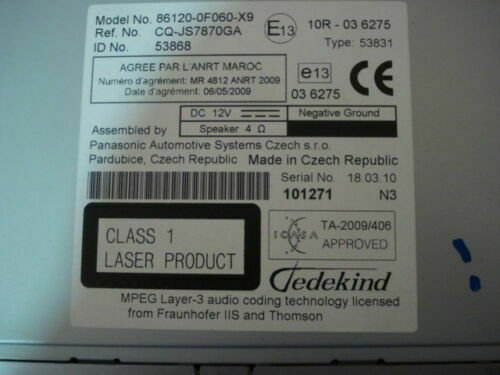 Model No. 86120-0F060-X9
Ref. No. CQ-JS7870GA
ID No. 53868
E13
10R - 03 6275
Type: 53831
AGREE PAR L'ANRT MAROC
Numéro d'agrément: MR 4812 ANRT 2009
Date d'agrément: 06/05/2009
e13
03 6275
CE
DC 12V
Speaker 4 Ω
Negative Ground
Assembled by
Panasonic Automotive Systems Czech s.r.o.
Pardubice, Czech Republic Made in Czech Republic
Serial No. 18.03.10
101271 N3
CLASS 1
LASER PRODUCT
ICASA
TA-2009/406
APPROVED
Dedekind
MPEG Layer-3 audio coding technology licensed
from Fraunhofer IIS and Thomson